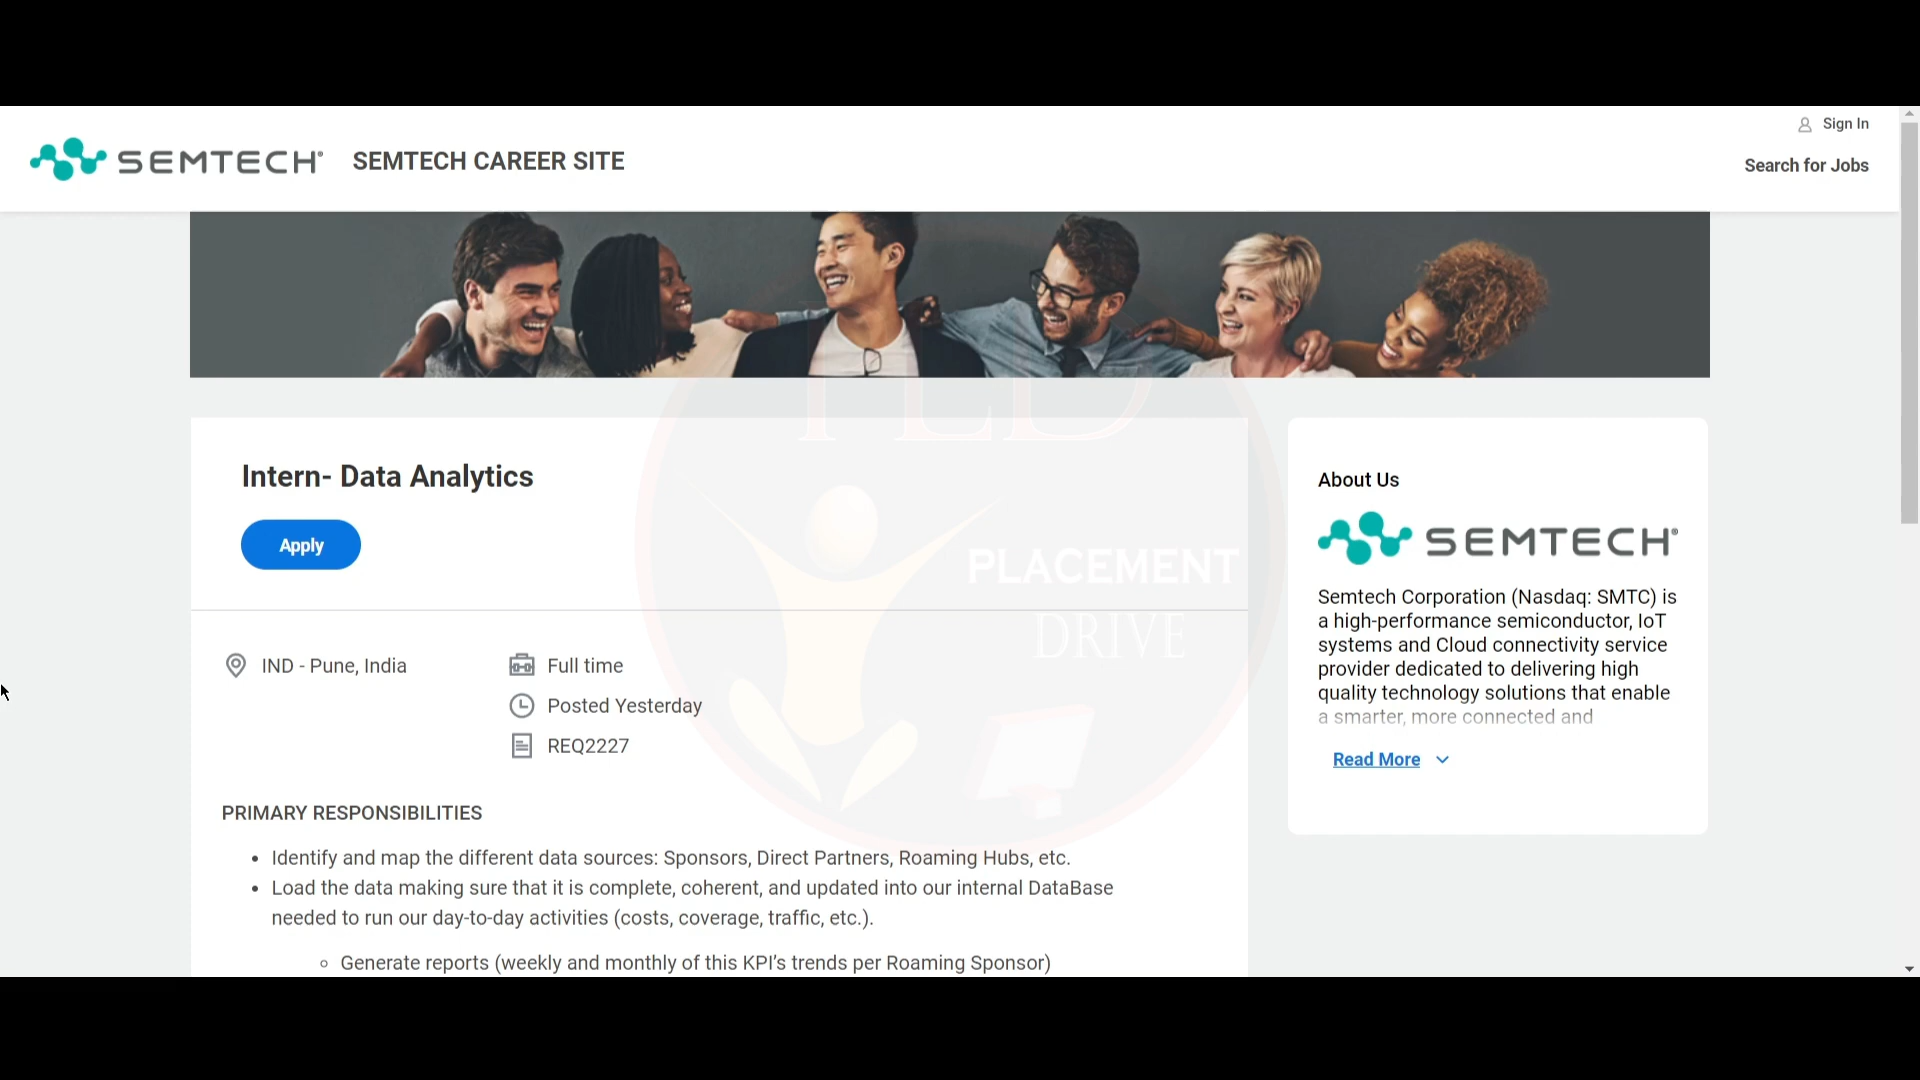 Sign In
SEMTECH®
SEMTECH CAREER SITE
Search for Jobs
Intern- Data Analytics
Apply
PLACEMENT
DRIVE
IND - Pune, India
Full time
Posted Yesterday
REQ2227
PRIMARY RESPONSIBILITIES
• Identify and map the different data sources: Sponsors, Direct Partners, Roaming Hubs, etc.
• Load the data making sure that it is complete, coherent, and updated into our internal DataBase
needed to run our day-to-day activities (costs, coverage, traffic, etc.).
○ Generate reports (weekly and monthly of this KPI’s trends per Roaming Sponsor)
About Us
SEMTECH®
Semtech Corporation (Nasdaq: SMTC) is
a high-performance semiconductor, IoT
systems and Cloud connectivity service
provider dedicated to delivering high
quality technology solutions that enable
a smarter, more connected and
Read More